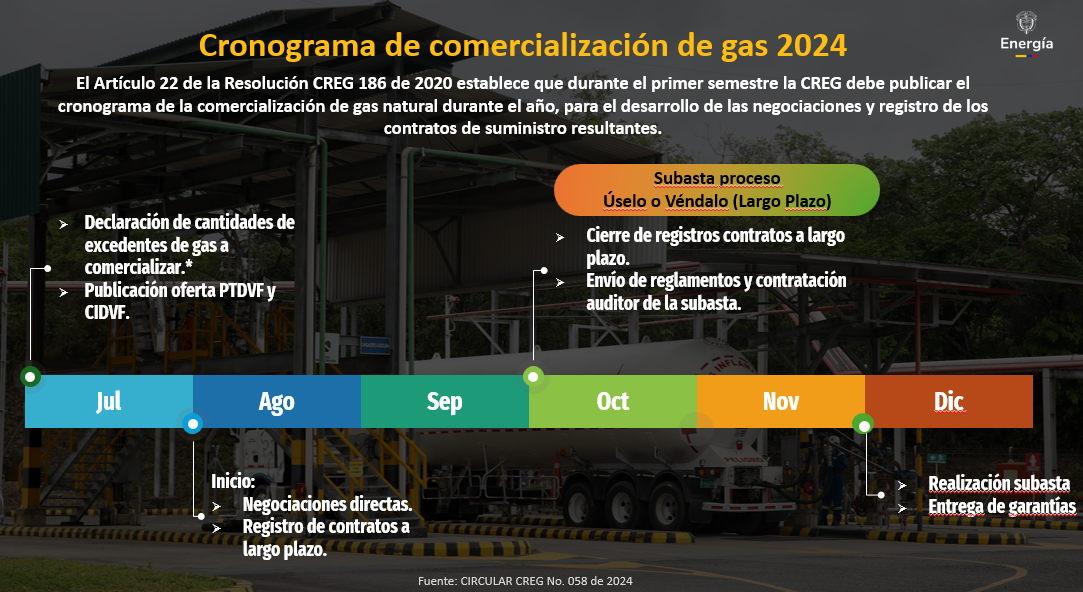 Cronograma de comercialización de gas 2024
Energía
El Artículo 22 de la Resolución CREG 186 de 2020 establece que durante el primer semestre la CREG debe publicar el
cronograma de la comercialización de gas natural durante el año, para el desarrollo de las negociaciones y registro de los
contratos de suministro resultantes.
Subasta proceso
Úselo o Véndalo (Largo Plazo)
Declaración de cantidades de
excedentes de gas a
comercializar.*
Publicación oferta PTDVF y
CIDVF.
Cierre de registros contratos a largo
plazo.
Envío de reglamentos y contratación
auditor de la subasta.
Jul
Ago
Sep
Oct
Nov
Dic
PELIGRO
Inicio:
Negociaciones directas.
Registro de contratos a
largo plazo.
Realización subasta
Entrega de garantías
Fuente: CIRCULAR CREG No. 058 de 2024